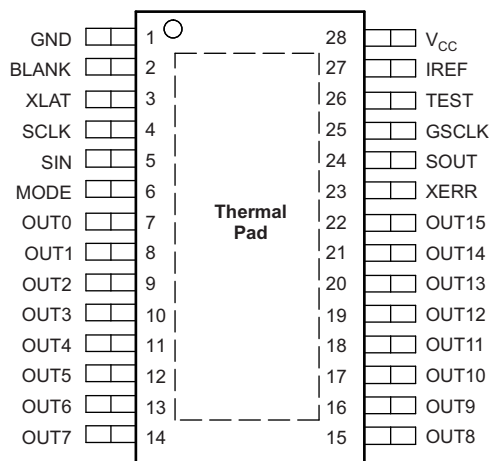 GND 1 28 VCC
BLANK 2 27 IREF
XLAT 3 26 TEST
SCLK 4 25 GSCLK
SIN 5 24 SOUT
MODE 6 23 XERR
OUT0 7 Thermal 22 OUT15
OUT1 8 Pad 21 OUT14
OUT2 9 20 OUT13
OUT3 10 19 OUT12
OUT4 11 18 OUT11
OUT5 12 17 OUT10
OUT6 13 16 OUT9
OUT7 14 15 OUT8